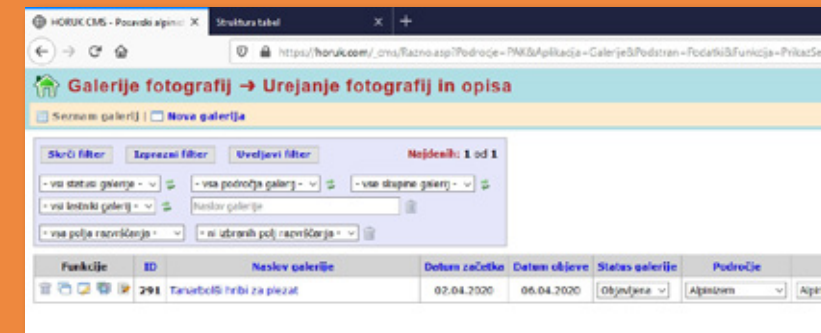 HORUK CMS - Posavski alpinis
Struktura tabel
https://horuk.com/_cms/Razno.asp?Podrocje=PAK&Aplikacija=Galerije&Podstran=Podatki&Funkcija=PrikazSe
Galerije fotografij → Urejanje fotografij in opisa
Seznam galerij | Nova galerija
Skrči filter Izprazni filter Uveljavi filter Najdenih: 1 od 1
- vsi statusi galerije - - vsa področja galerij - - vse skupine galerij -
- vsi lastniki galerij - Naslov galerije
- vsa polja razvrščanja - - ni izbranih polj razvrščanja -
Funkcije ID Naslov galerije Datum začetka Datum objave Status galerije Področje
291 hribi za plezat 02.04.2020 06.04.2020 Objavljena Alpinizem Alpin